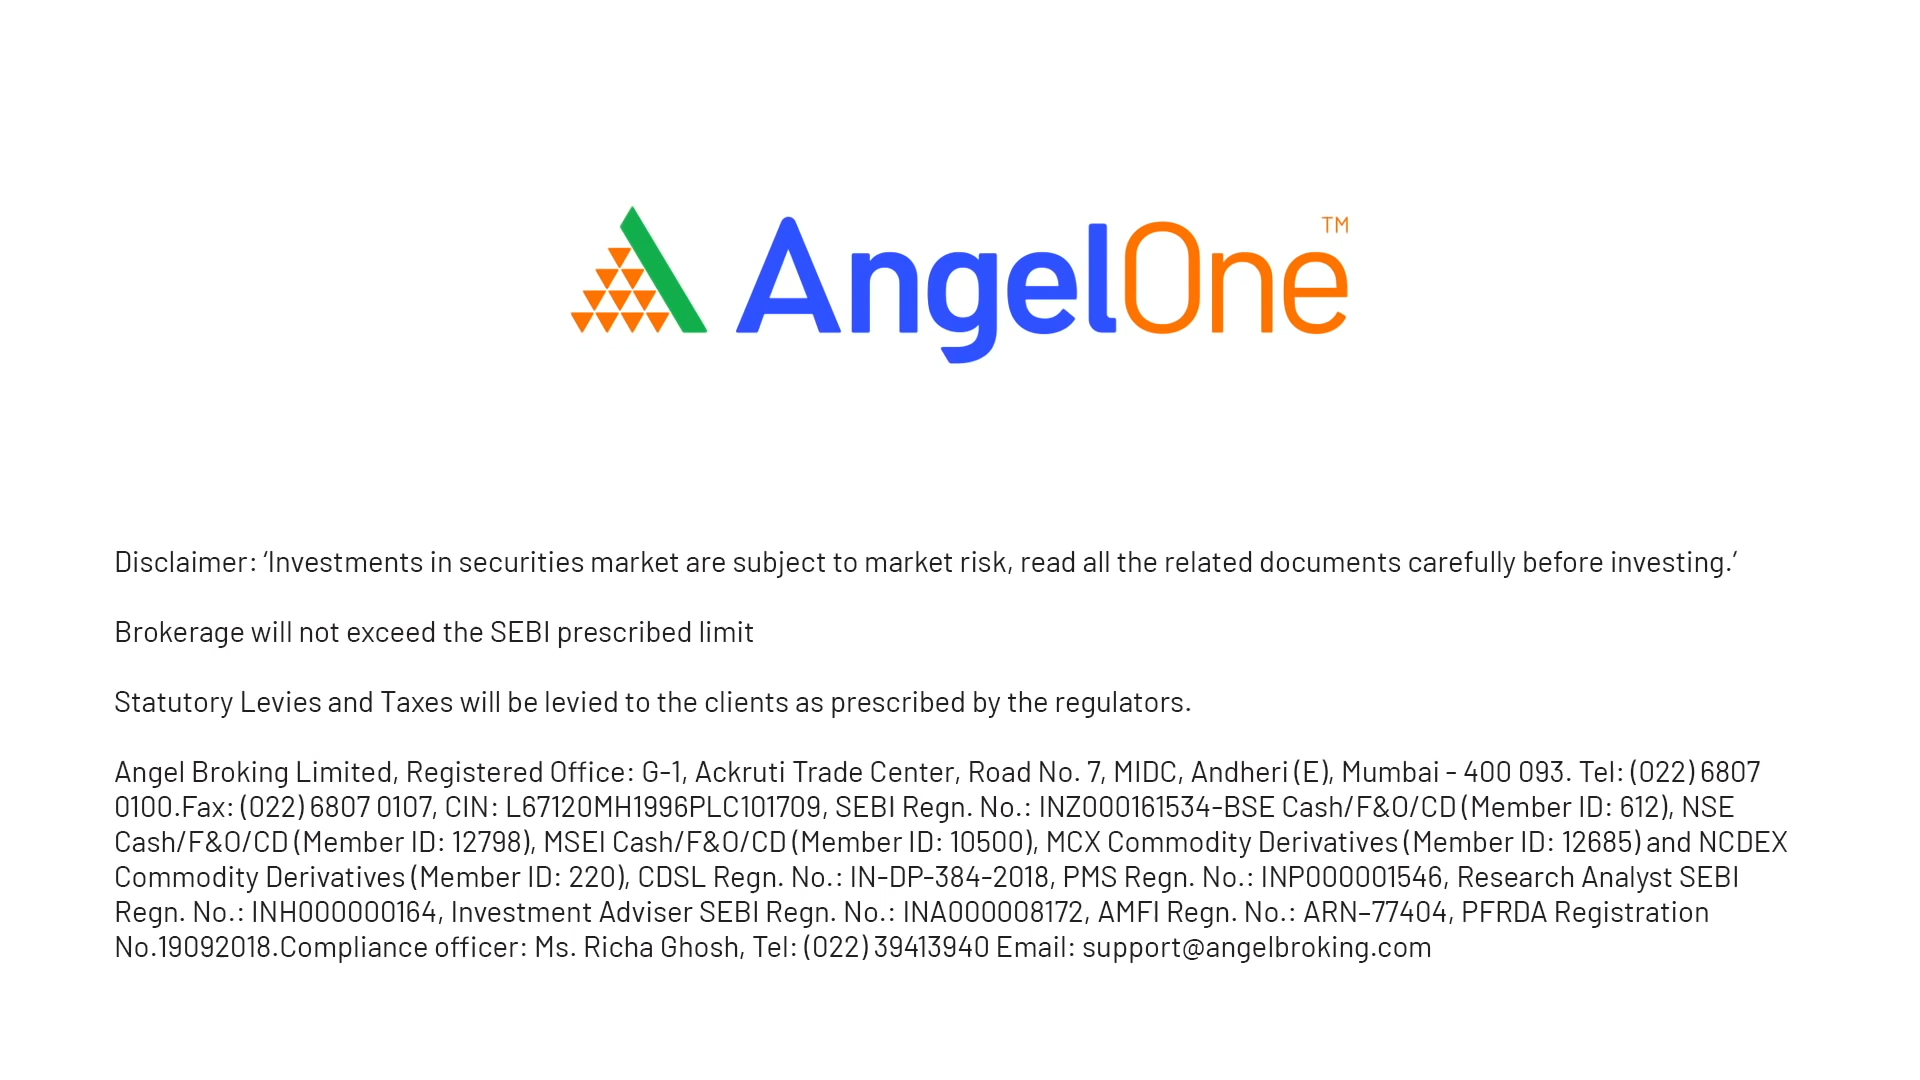 AngelOne™
Disclaimer: ‘Investments in securities market are subject to market risk, read all the related documents carefully before investing.’
Brokerage will not exceed the SEBI prescribed limit
Statutory Levies and Taxes will be levied to the clients as prescribed by the regulators.
Angel Broking Limited, Registered Office: G-1, Ackruti Trade Center, Road No. 7, MIDC, Andheri (E), Mumbai - 400 093. Tel: (022) 6807
0100.Fax: (022) 6807 0107, CIN: L67120MH1996PLC101709, SEBI Regn. No.: INZ000161534-BSE Cash/F&O/CD (Member ID: 612), NSE
Cash/F&O/CD (Member ID: 12798), MSEI Cash/F&O/CD (Member ID: 10500), MCX Commodity Derivatives (Member ID: 12685) and NCDEX
Commodity Derivatives (Member ID: 220), CDSL Regn. No.: IN-DP-384-2018, PMS Regn. No.: INP000001546, Research Analyst SEBI
Regn. No.: INH000000164, Investment Adviser SEBI Regn. No.: INA000008172, AMFI Regn. No.: ARN–77404, PFRDA Registration
No.19092018.Compliance officer: Ms. Richa Ghosh, Tel: (022) 39413940 Email: support@angelbroking.com